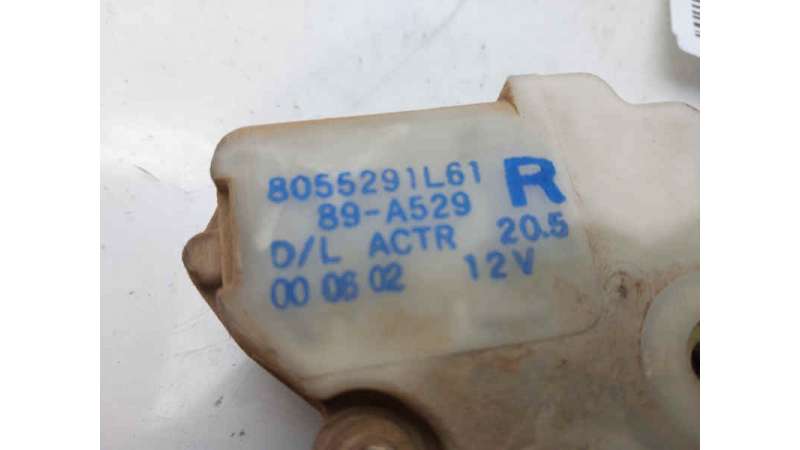 8055291L61 R
89-A529
D/L ACTR 20.5
00 06 02 12V